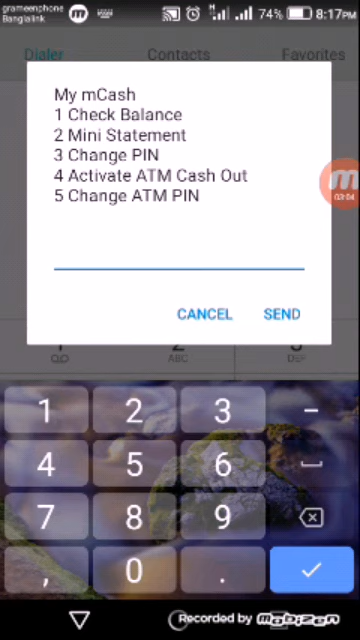 grameenphone
Banglalink
74% 8:17PM
Dialer Contacts Favorites
My mCash
1 Check Balance
2 Mini Statement
3 Change PIN
4 Activate ATM Cash Out
5 Change ATM PIN
03:04
CANCEL SEND
ABC DEF
1 2 3 -
4 5 6
7 8 9
, 0 .
Recorded by mobizen